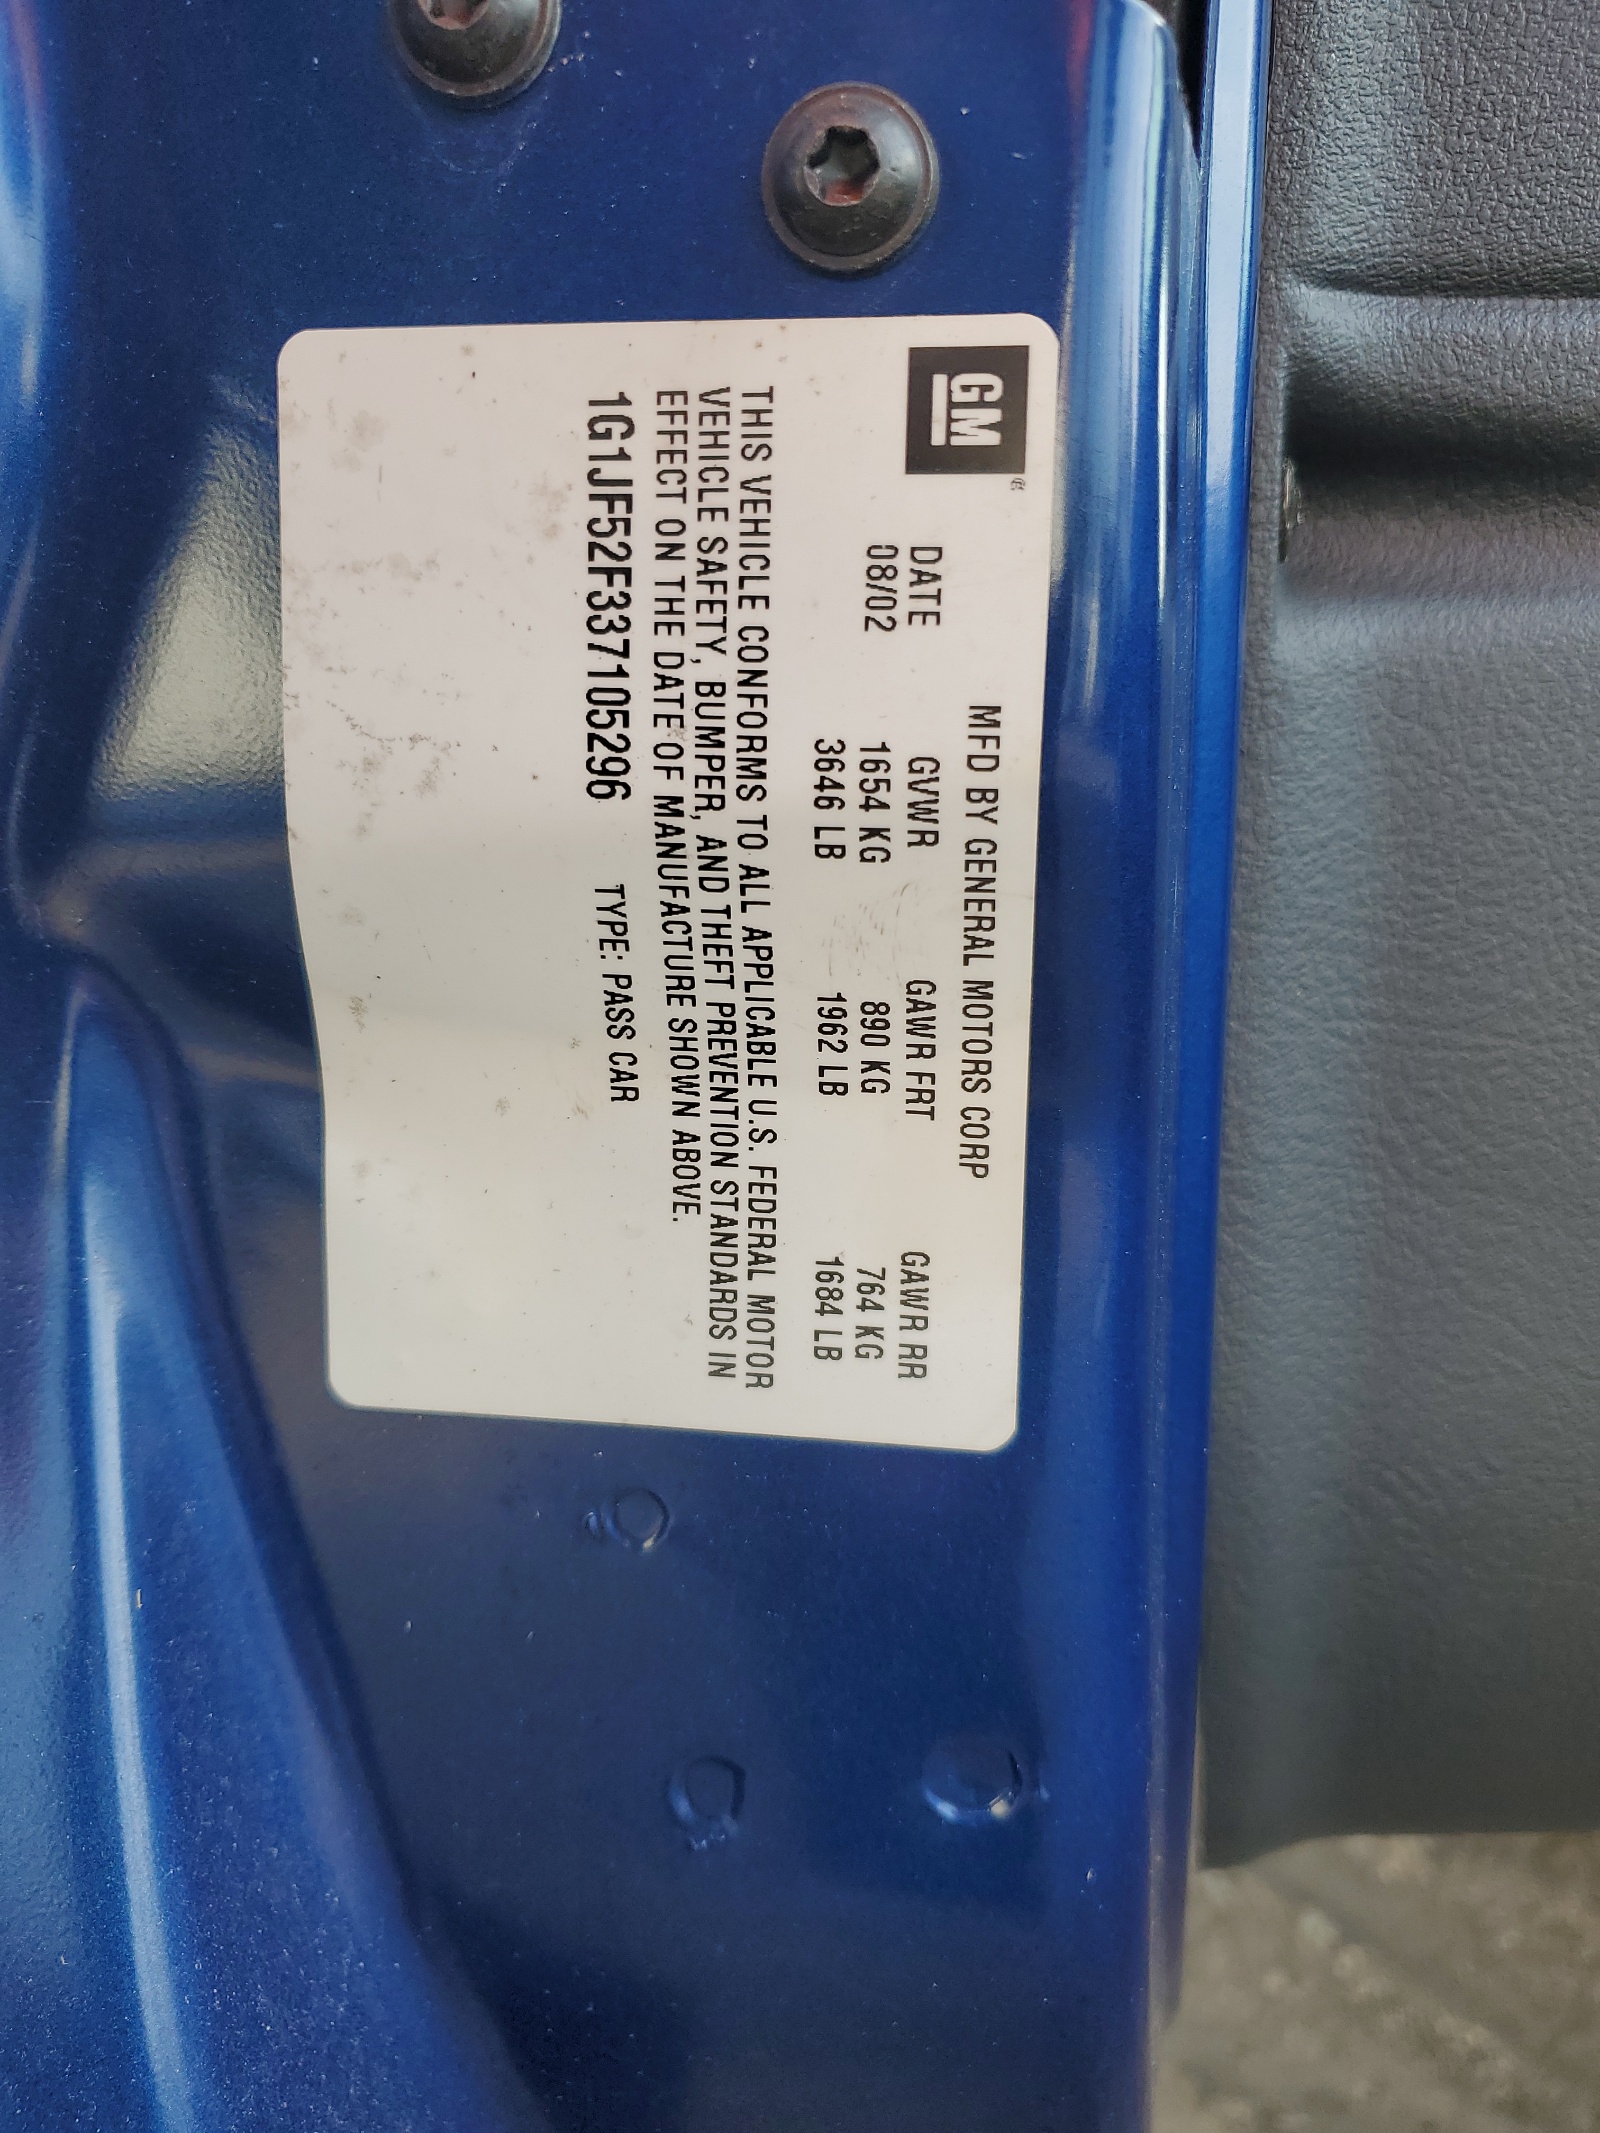 GM®
MFD BY GENERAL MOTORS CORP
DATE GVWR GAWR FRT GAWR RR
08/02 1654 KG 890 KG 764 KG
3646 LB 1962 LB 1684 LB
THIS VEHICLE CONFORMS TO ALL APPLICABLE U.S. FEDERAL MOTOR
VEHICLE SAFETY, BUMPER, AND THEFT PREVENTION STANDARDS IN
EFFECT ON THE DATE OF MANUFACTURE SHOWN ABOVE.
1G1JF52F337105296 TYPE: PASS CAR